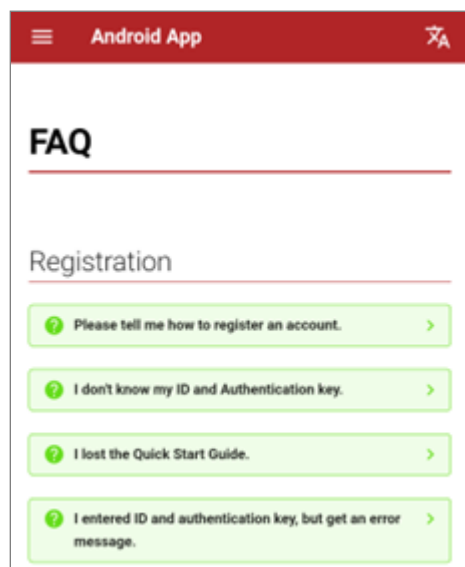 Android App
FAQ
Registration
Please tell me how to register an account.
I don't know my ID and Authentication key.
I lost the Quick Start Guide.
I entered ID and authentication key, but get an error
message.